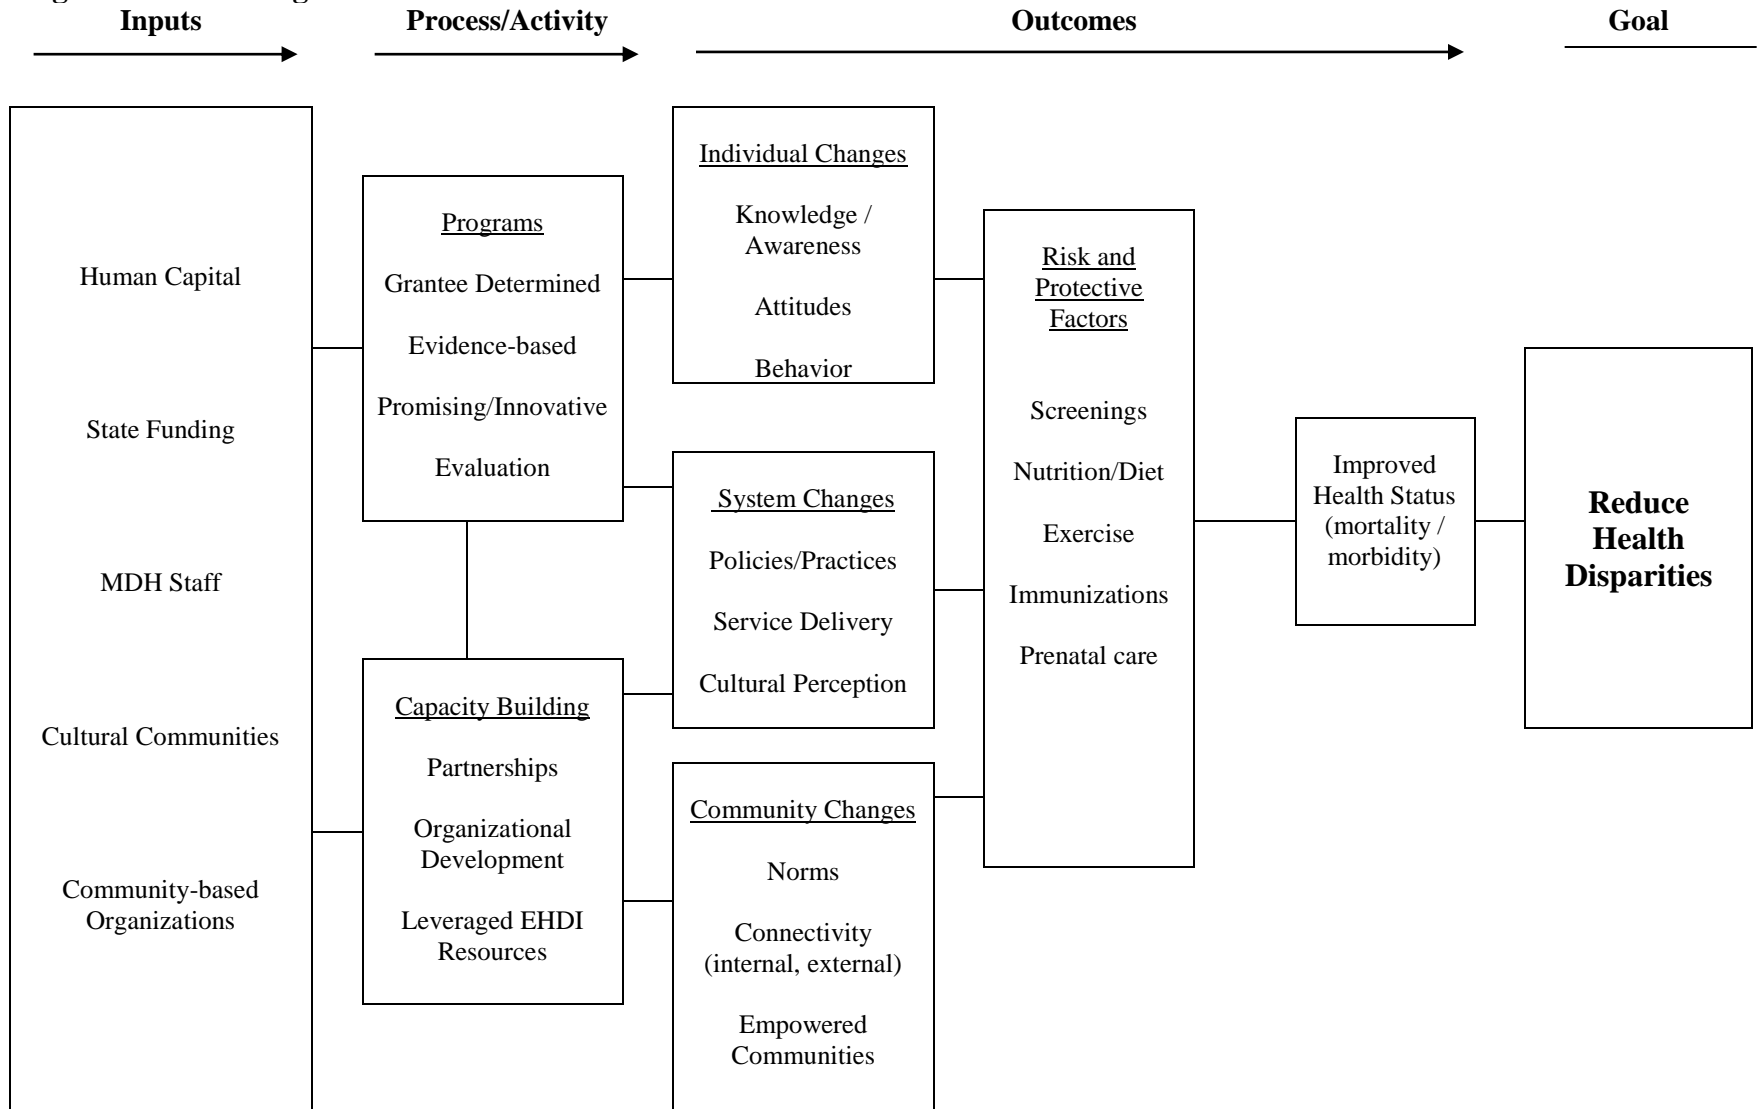 Inputs
Process/Activity
Outcomes
Goal
Human Capital
State Funding
MDH Staff
Cultural Communities
Community-based
Organizations
Programs
Grantee Determined
Evidence-based
Promising/Innovative
Evaluation
Capacity Building
Partnerships
Organizational
Development
Leveraged EHDI
Resources
Individual Changes
Knowledge /
Awareness
Attitudes
Behavior
System Changes
Policies/Practices
Service Delivery
Cultural Perception
Community Changes
Norms
Connectivity
(internal, external)
Empowered
Communities
Risk and
Protective
Factors
Screenings
Nutrition/Diet
Exercise
Immunizations
Prenatal care
Improved
Health Status
(mortality /
morbidity)
Reduce
Health
Disparities